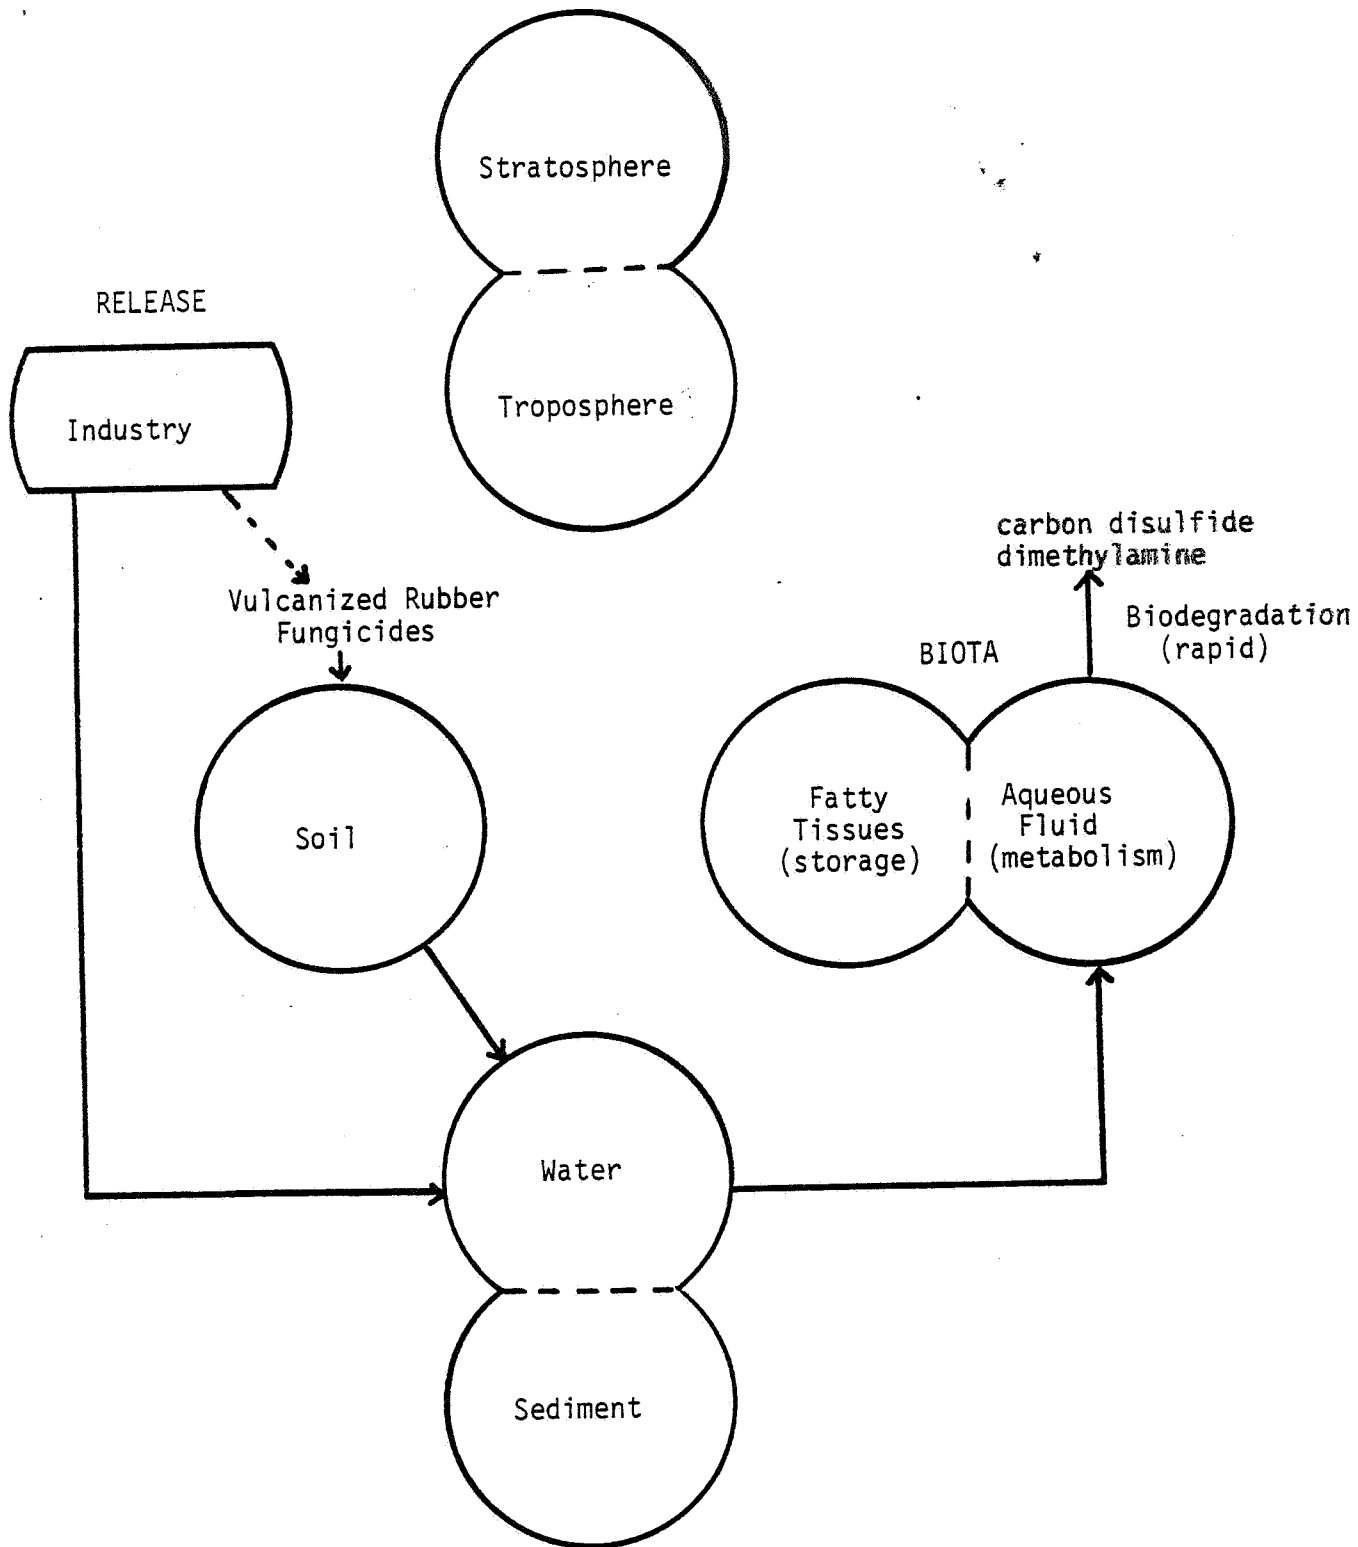 Stratosphere
RELEASE
Industry
Troposphere
carbon disulfide
dimethylamine
Vulcanized Rubber
Fungicides
Biodegradation
(rapid)
BIOTA
Fatty
Tissues
(storage)
Aqueous
Fluid
(metabolism)
Soil
Water
Sediment